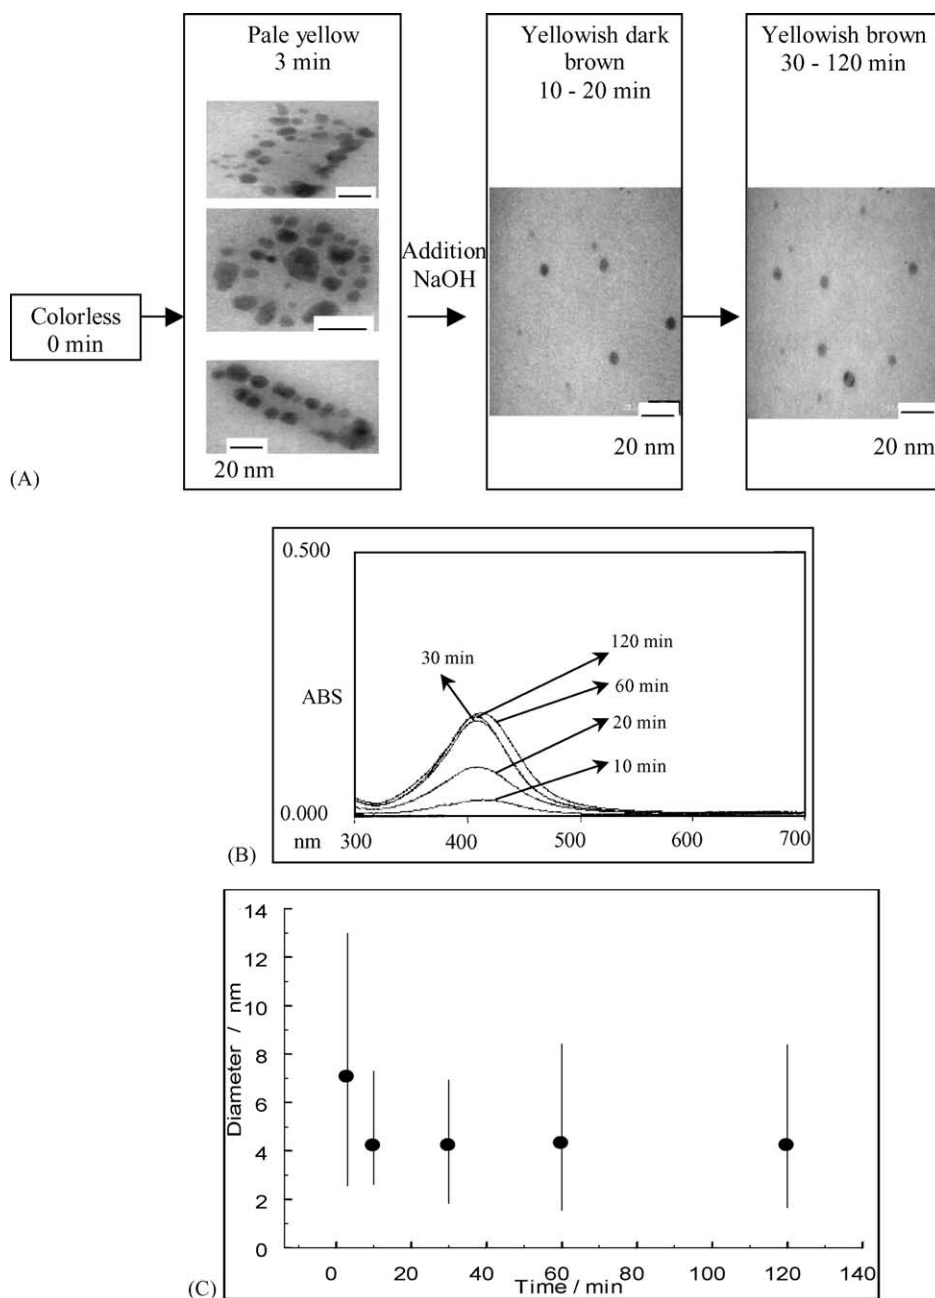 Pale yellow
3 min
Yellowish dark
brown
10 - 20 min
Yellowish brown
30 - 120 min
Colorless
0 min
Addition
NaOH
20 nm
20 nm
20 nm
(A)
0.500
ABS
0.000
nm
300
400
500
600
700
30 min
120 min
60 min
20 min
10 min
(B)
14
12
10
8
6
4
2
0
Diameter / nm
0
20
40
60
80
100
120
140
Time / min
(C)